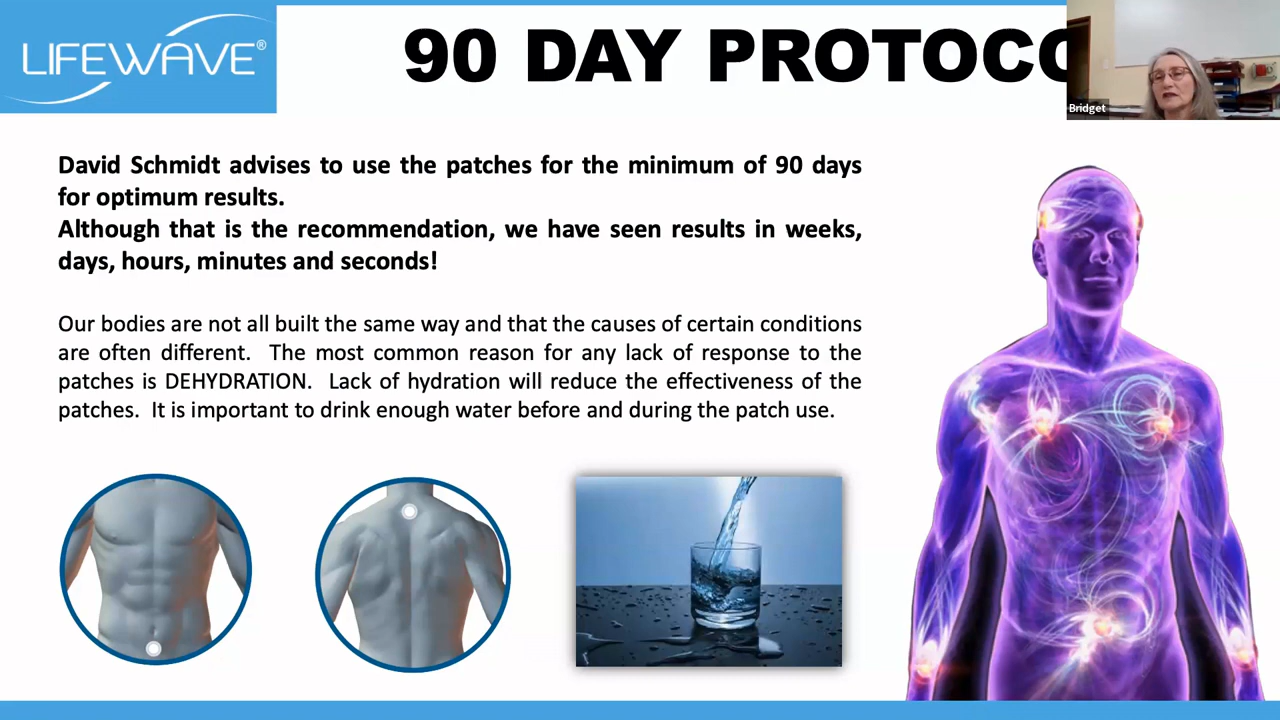 LIFEWAVE®
90 DAY PROTOCO
Bridget
David Schmidt advises to use the patches for the minimum of 90 days
for optimum results.
Although that is the recommendation, we have seen results in weeks,
days, hours, minutes and seconds!
Our bodies are not all built the same way and that the causes of certain conditions
are often different. The most common reason for any lack of response to the
patches is DEHYDRATION. Lack of hydration will reduce the effectiveness of the
patches. It is important to drink enough water before and during the patch use.